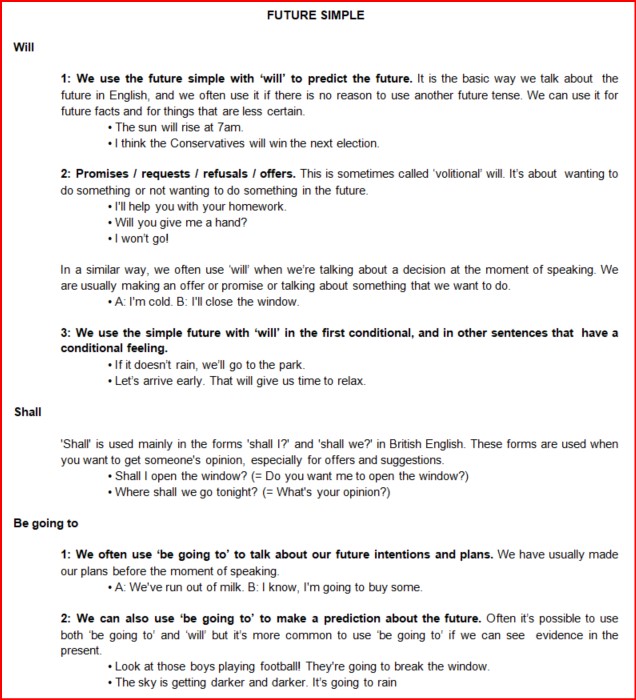 FUTURE SIMPLE
Will
1: We use the future simple with ‘will’ to predict the future. It is the basic way we talk about the
future in English, and we often use it if there is no reason to use another future tense. We can use it for
future facts and for things that are less certain.
• The sun will rise at 7am.
• I think the Conservatives will win the next election.
2: Promises / requests / refusals / offers. This is sometimes called ‘volitional’ will. It’s about wanting to
do something or not wanting to do something in the future.
• I'll help you with your homework.
• Will you give me a hand?
• I won’t go!
In a similar way, we often use ‘will’ when we’re talking about a decision at the moment of speaking. We
are usually making an offer or promise or talking about something that we want to do.
• A: I'm cold. B: I'll close the window.
3: We use the simple future with ‘will’ in the first conditional, and in other sentences that have a
conditional feeling.
• If it doesn’t rain, we’ll go to the park.
• Let’s arrive early. That will give us time to relax.
Shall
'Shall' is used mainly in the forms 'shall I?' and 'shall we?' in British English. These forms are used when
you want to get someone's opinion, especially for offers and suggestions.
• Shall I open the window? (= Do you want me to open the window?)
• Where shall we go tonight? (= What's your opinion?)
Be going to
1: We often use ‘be going to’ to talk about our future intentions and plans. We have usually made
our plans before the moment of speaking.
• A: We've run out of milk. B: I know, I'm going to buy some.
2: We can also use ‘be going to’ to make a prediction about the future. Often it’s possible to use
both ‘be going to’ and ‘will’ but it’s more common to use ‘be going to’ if we can see evidence in the
present.
• Look at those boys playing football! They're going to break the window.
• The sky is getting darker and darker. It’s going to rain